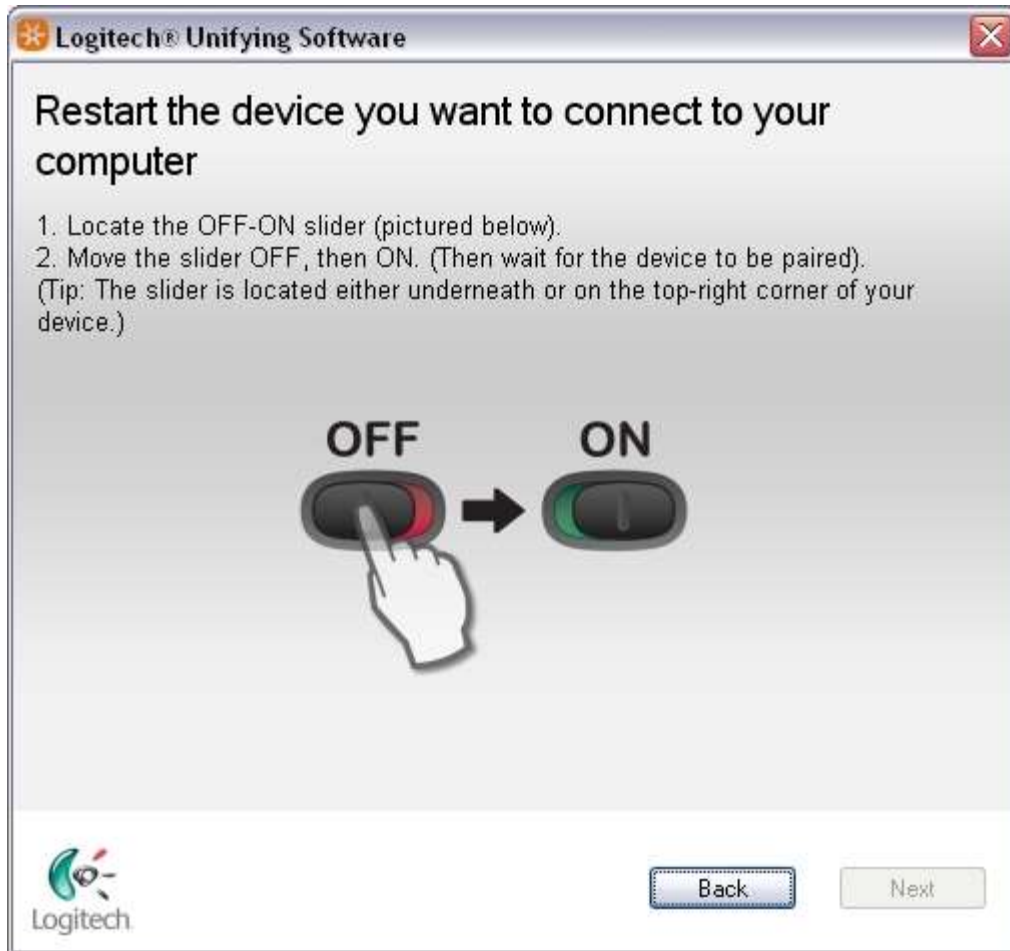 Logitech® Unifying Software
Restart the device you want to connect to your
computer
1. Locate the OFF-ON slider (pictured below).
2. Move the slider OFF, then ON. (Then wait for the device to be paired).
(Tip: The slider is located either underneath or on the top-right corner of your
device.)
OFF ON
Logitech
Back Next